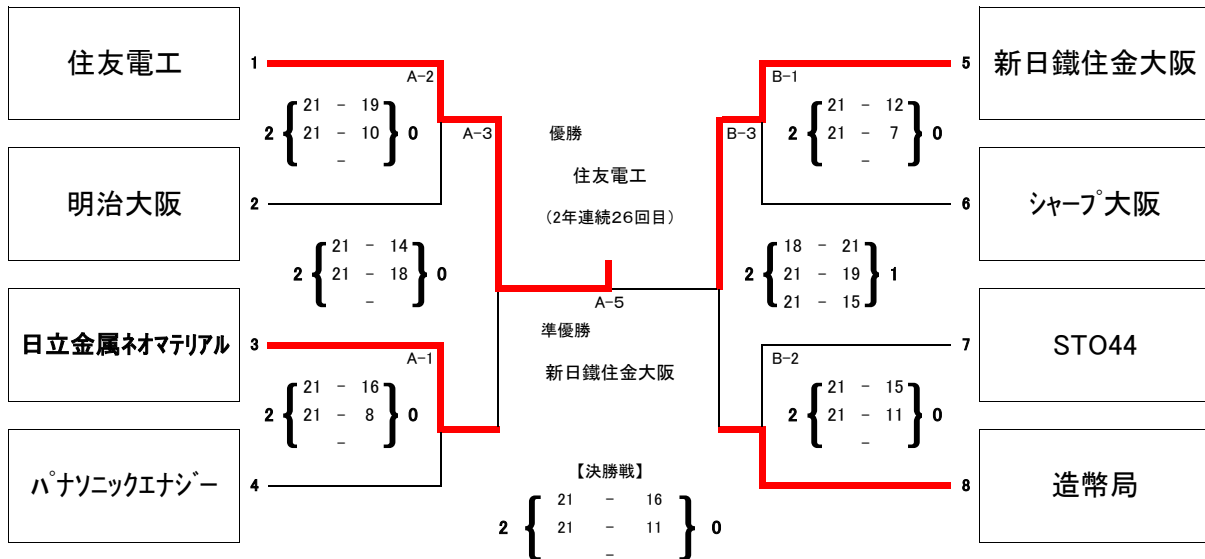 住友電工
1
A-2
2 { 21 - 19 } 0
21 - 10
-
A-3
明治大阪
2
2 { 21 - 14 } 0
21 - 18
-
日立金属ネオマテリアル
3
A-1
2 { 21 - 16 } 0
21 - 8
-
パナソニックエナジー
4
優勝
住友電工
(2年連続26回目)
A-5
準優勝
新日鐵住金大阪
【決勝戦】
2 { 21 - 16 } 0
21 - 11
-
B-1
5
新日鐵住金大阪
2 { 21 - 12 } 0
21 - 7
-
B-3
6
シャープ大阪
2 { 18 - 21 } 1
21 - 19
21 - 15
7
STO44
B-2
2 { 21 - 15 } 0
21 - 11
-
8
造幣局